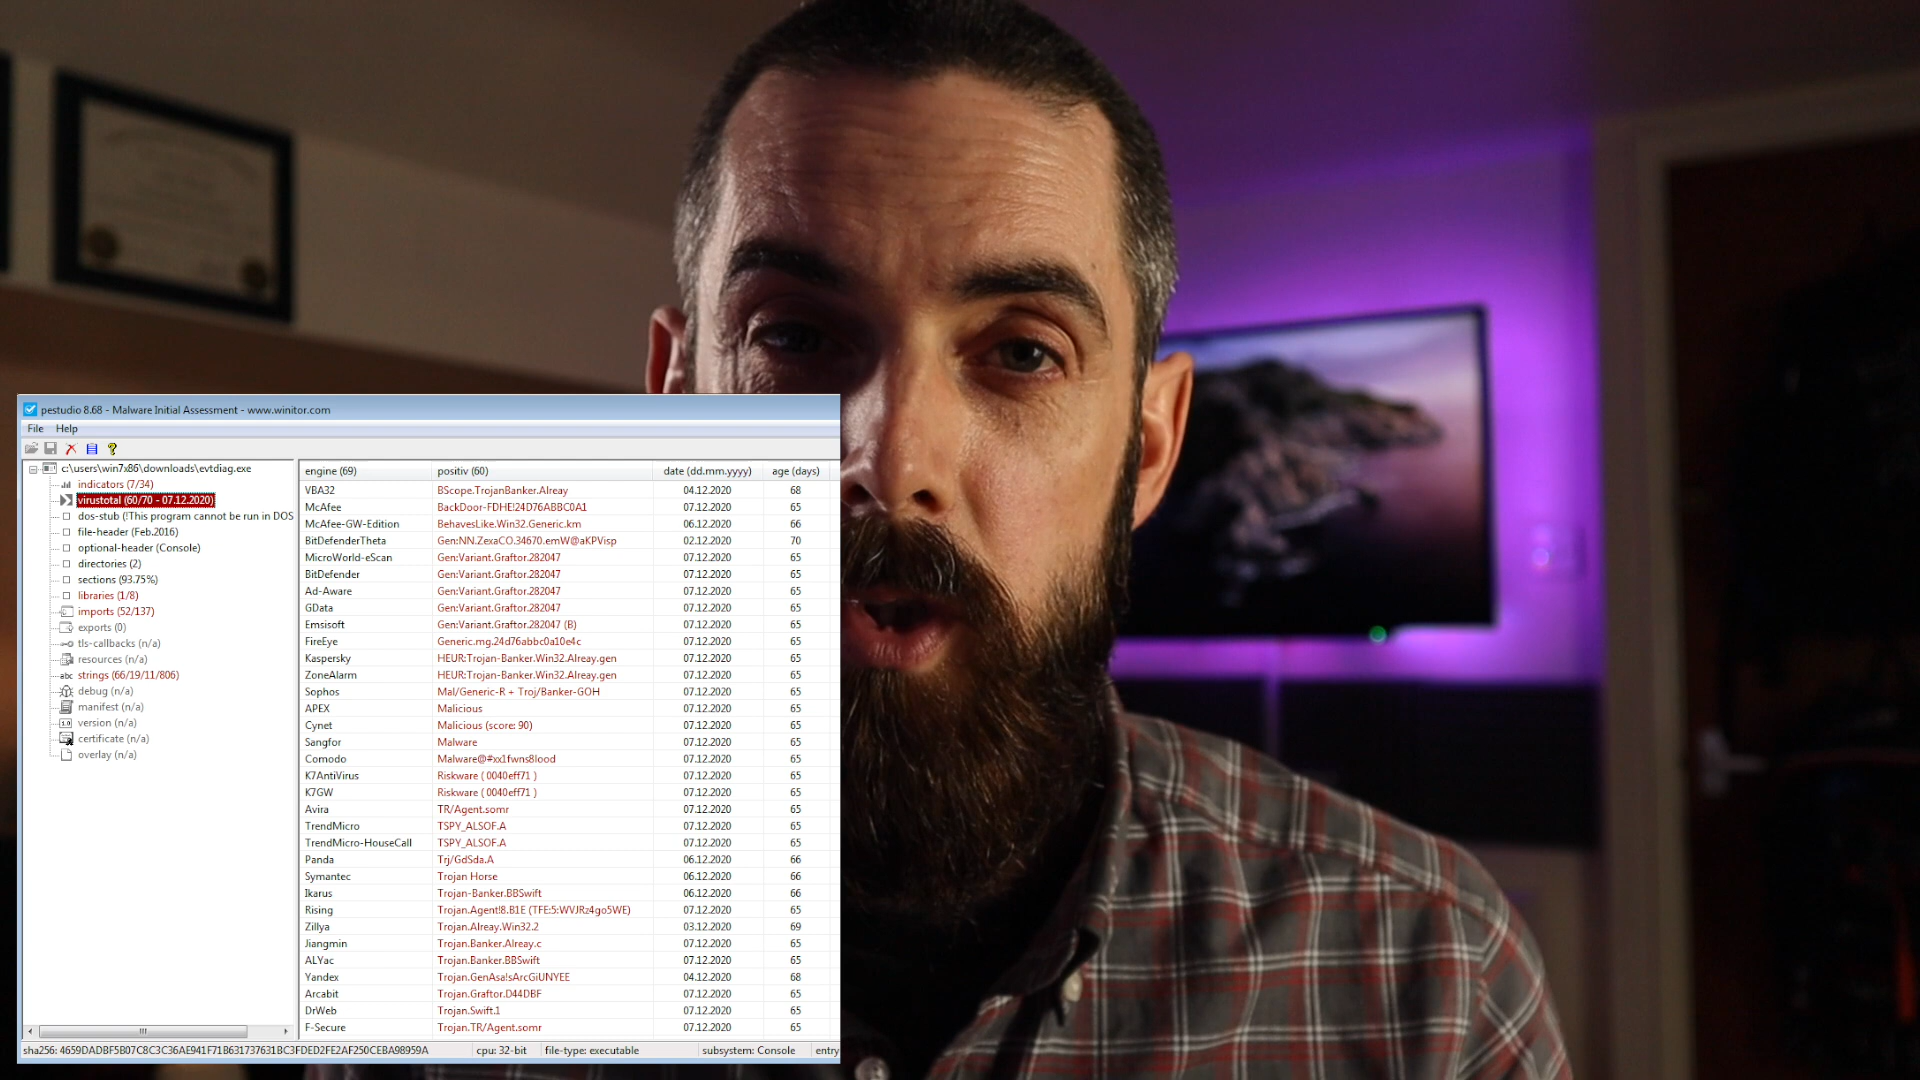 pestudio 8.68 - Malware Initial Assessment - www.winitor.com
File Help
c:\users\win7x86\downloads\evtdiag.exe
indicators (7/34)
virustotal (60/70 - 07.12.2020)
dos-stub (!This program cannot be run in DOS
file-header (Feb.2016)
optional-header (Console)
directories (2)
sections (93.75%)
libraries (1/8)
imports (52/137)
exports (0)
tls-callbacks (n/a)
resources (n/a)
abc strings (66/19/11/806)
debug (n/a)
manifest (n/a)
1.0 version (n/a)
certificate (n/a)
overlay (n/a)
engine (69) positiv (60) date (dd.mm.yyyy) age (days)
VBA32 BScope.TrojanBanker.Alreay 04.12.2020 68
McAfee BackDoor-FDHE!24D76ABBC0A1 07.12.2020 65
McAfee-GW-Edition BehavesLike.Win32.Generic.km 06.12.2020 66
BitDefenderTheta Gen:NN.ZexaCO.34670.emW@aKPVisp 02.12.2020 70
MicroWorld-eScan Gen:Variant.Graftor.282047 07.12.2020 65
BitDefender Gen:Variant.Graftor.282047 07.12.2020 65
Ad-Aware Gen:Variant.Graftor.282047 07.12.2020 65
GData Gen:Variant.Graftor.282047 07.12.2020 65
Emsisoft Gen:Variant.Graftor.282047 (B) 07.12.2020 65
FireEye Generic.mg.24d76abbc0a10e4c 07.12.2020 65
Kaspersky HEUR:Trojan-Banker.Win32.Alreay.gen 07.12.2020 65
ZoneAlarm HEUR:Trojan-Banker.Win32.Alreay.gen 07.12.2020 65
Sophos Mal/Generic-R + Troj/Banker-GOH 07.12.2020 65
APEX Malicious 07.12.2020 65
Cynet Malicious (score: 90) 07.12.2020 65
Sangfor Malware 07.12.2020 65
Comodo Malware@#xx1fwns8lood 07.12.2020 65
K7AntiVirus Riskware ( 0040eff71 ) 07.12.2020 65
K7GW Riskware ( 0040eff71 ) 07.12.2020 65
Avira TR/Agent.somr 07.12.2020 65
TrendMicro TSPY_ALSOF.A 07.12.2020 65
TrendMicro-HouseCall TSPY_ALSOF.A 07.12.2020 65
Panda Trj/GdSda.A 06.12.2020 66
Symantec Trojan Horse 06.12.2020 66
Ikarus Trojan-Banker.BBSwift 06.12.2020 66
Rising Trojan.Agent!8.B1E (TFE:5:WVJRz4go5WE) 07.12.2020 65
Zillya Trojan.Alreay.Win32.2 03.12.2020 69
Jiangmin Trojan.Banker.Alreay.c 07.12.2020 65
ALYac Trojan.Banker.BBSwift 07.12.2020 65
Yandex Trojan.GenAsa!sArcGiUNYEE 04.12.2020 68
Arcabit Trojan.Graftor.D44DBF 07.12.2020 65
DrWeb Trojan.Swift.1 07.12.2020 65
F-Secure Trojan.TR/Agent.somr 07.12.2020 65
sha256: 4659DADBF5B07C8C3C36AE941F71B631737631BC3FDED2FE2AF250CEBA98959A cpu: 32-bit file-type: executable subsystem: Console entry